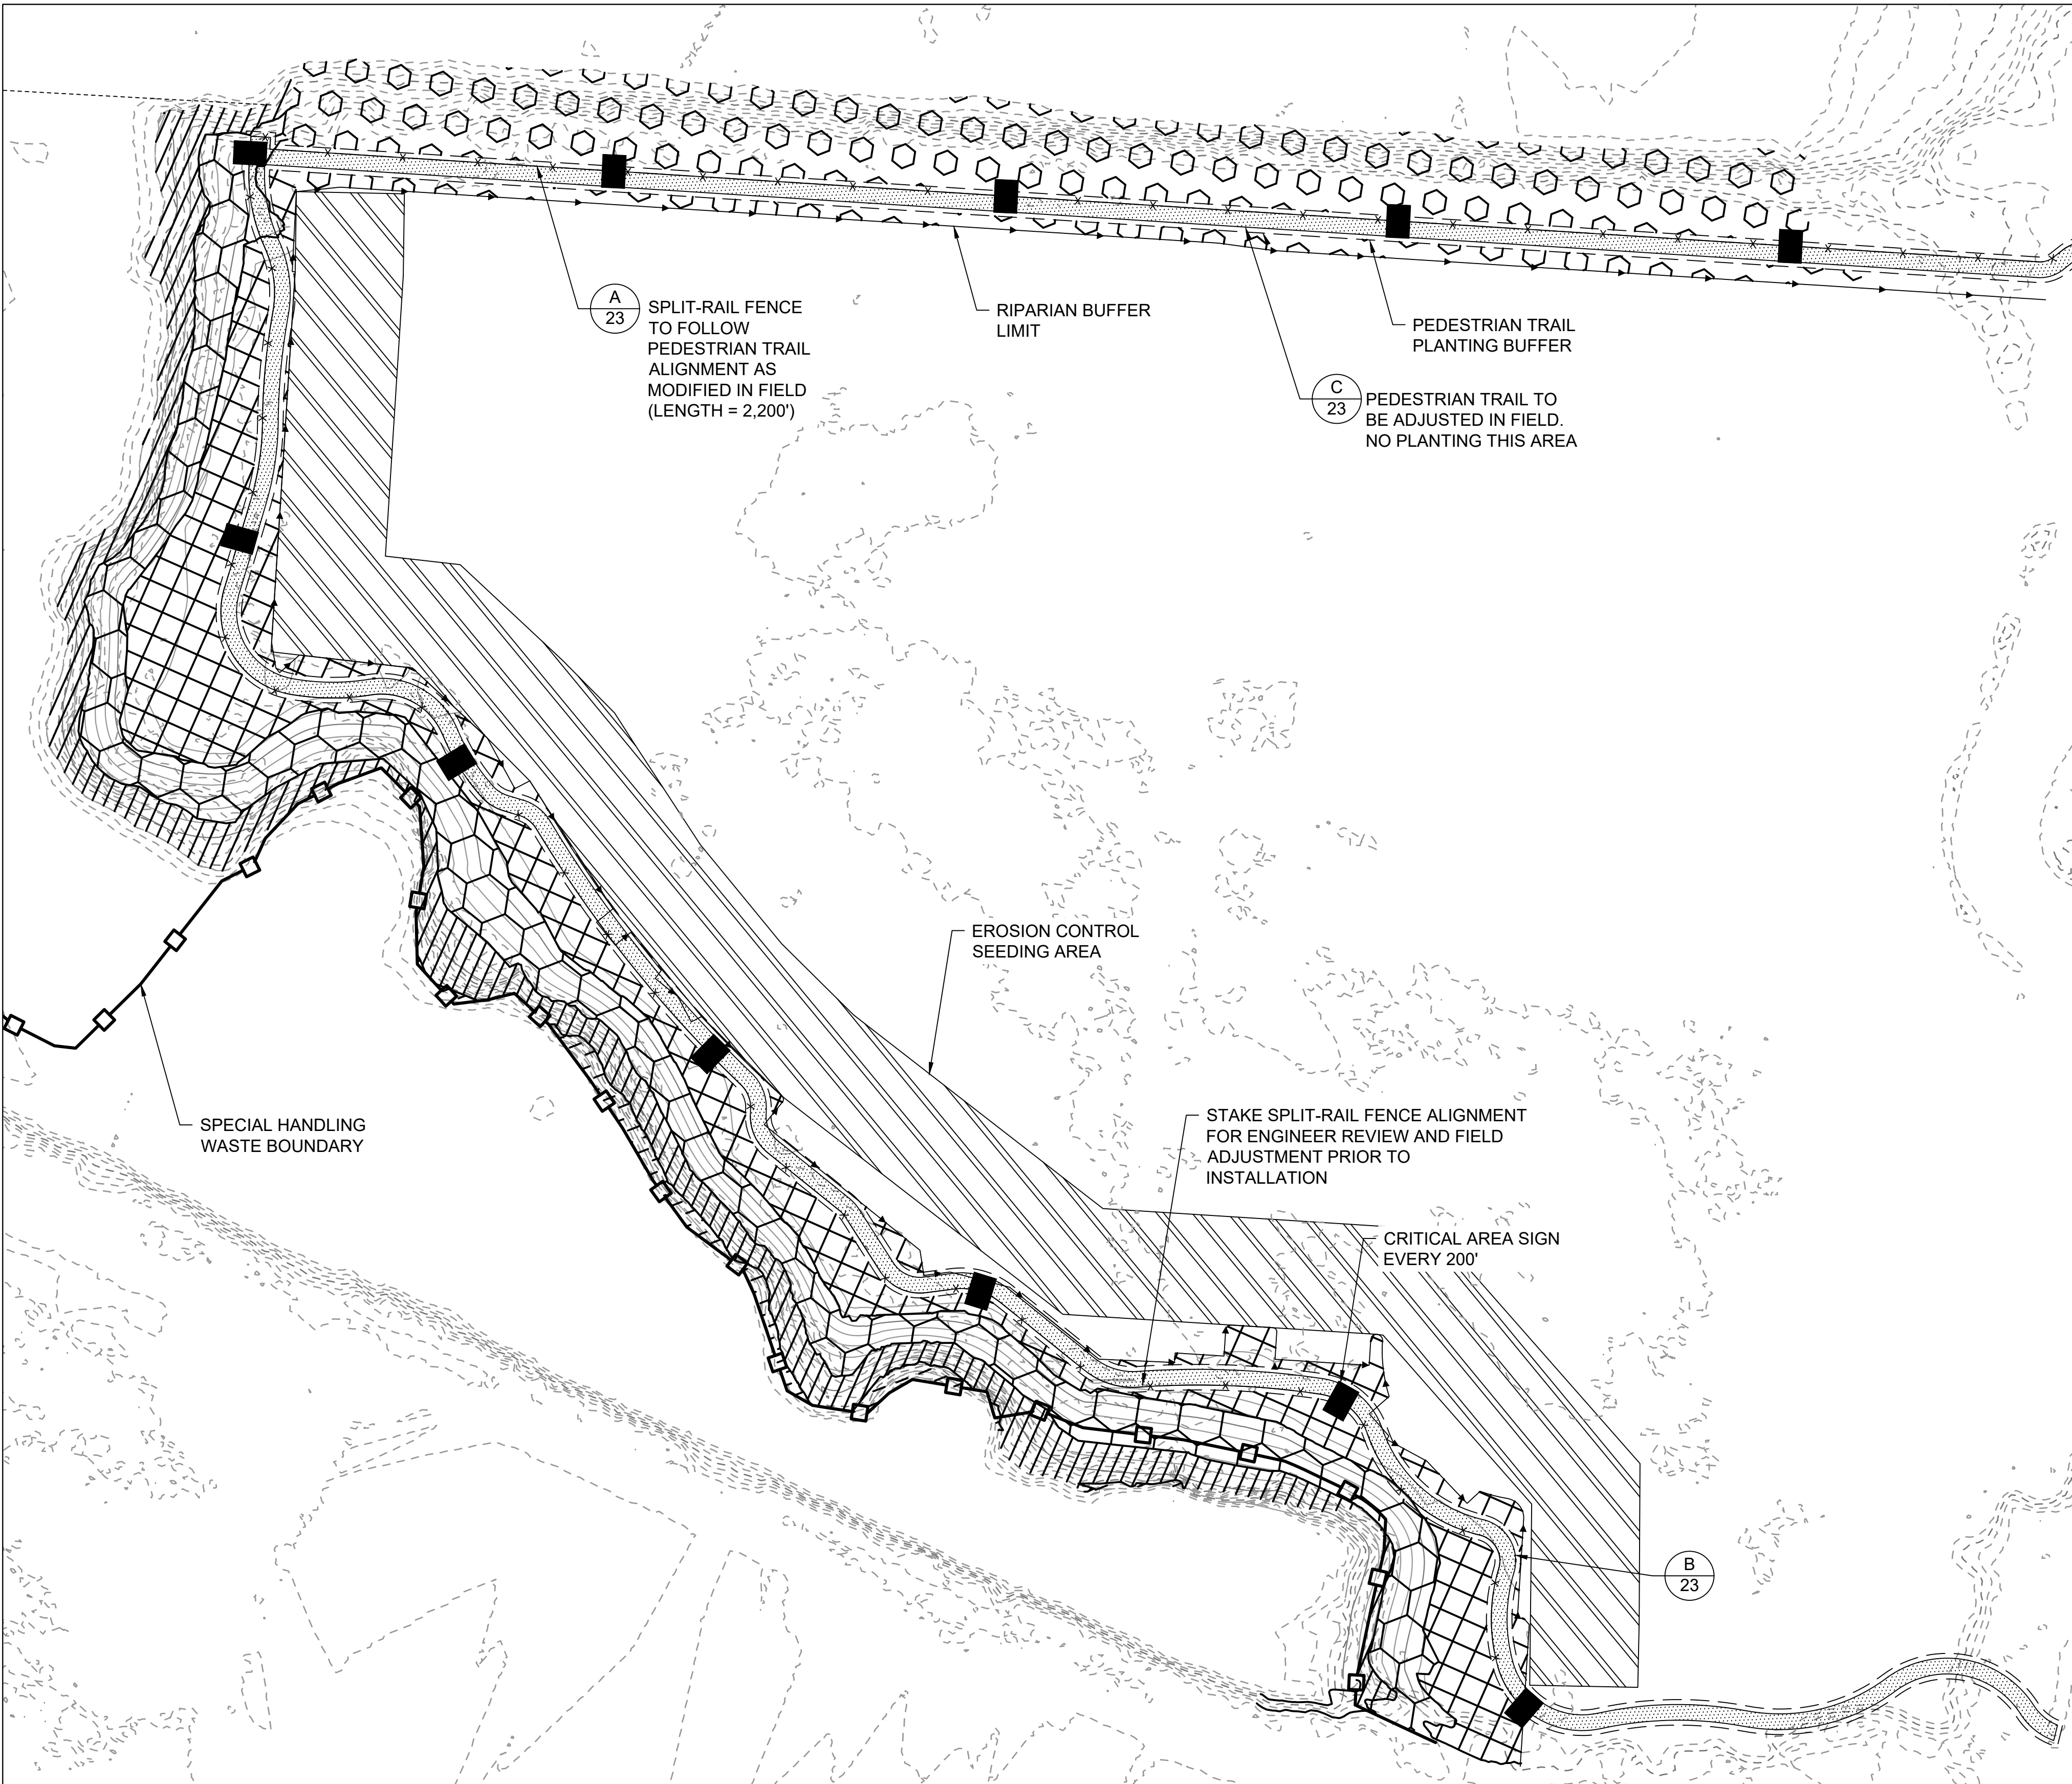 A
23
SPLIT-RAIL FENCE
TO FOLLOW
PEDESTRIAN TRAIL
ALIGNMENT AS
MODIFIED IN FIELD
(LENGTH = 2,200')
RIPARIAN BUFFER
LIMIT
PEDESTRIAN TRAIL
PLANTING BUFFER
C
23
PEDESTRIAN TRAIL TO
BE ADJUSTED IN FIELD.
NO PLANTING THIS AREA
EROSION CONTROL
SEEDING AREA
SPECIAL HANDLING
WASTE BOUNDARY
STAKE SPLIT-RAIL FENCE ALIGNMENT
FOR ENGINEER REVIEW AND FIELD
ADJUSTMENT PRIOR TO
INSTALLATION
CRITICAL AREA SIGN
EVERY 200'
B
23